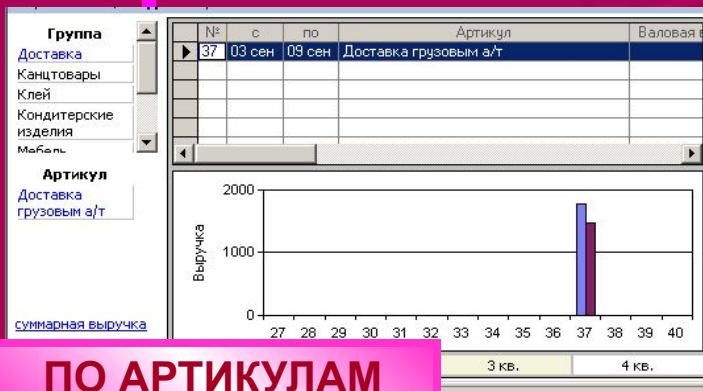 Группа
Доставка
Канцтовары
Клей
Кондитерские
изделия
Мебель
Артикул
Доставка
грузовым а/т
суммарная выручка
№ с по Артикул Валовая в
37 03 сен 09 сен Доставка грузовым а/т
Выручка
2000
1000
0
27 28 29 30 31 32 33 34 35 36 37 38 39 40
3 кв. 4 кв.
ПО АРТИКУЛАМ